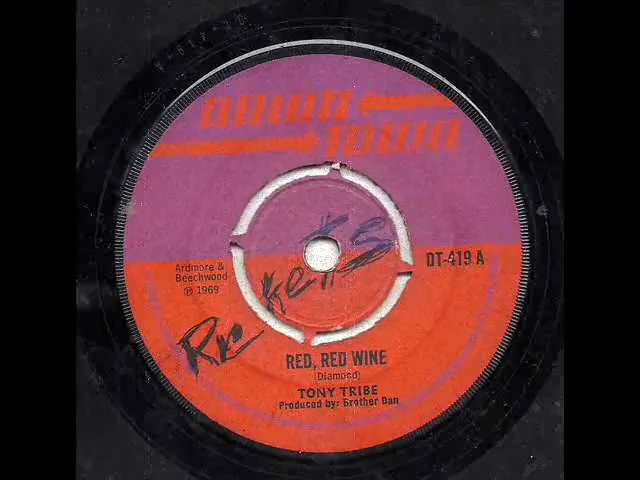 DOWN
TOWN
DT-419 A
Ardmore &
Beechwood
℗ 1969
RED, RED WINE
(Diamond)
TONY TRIBE
Produced by: Brother Dan